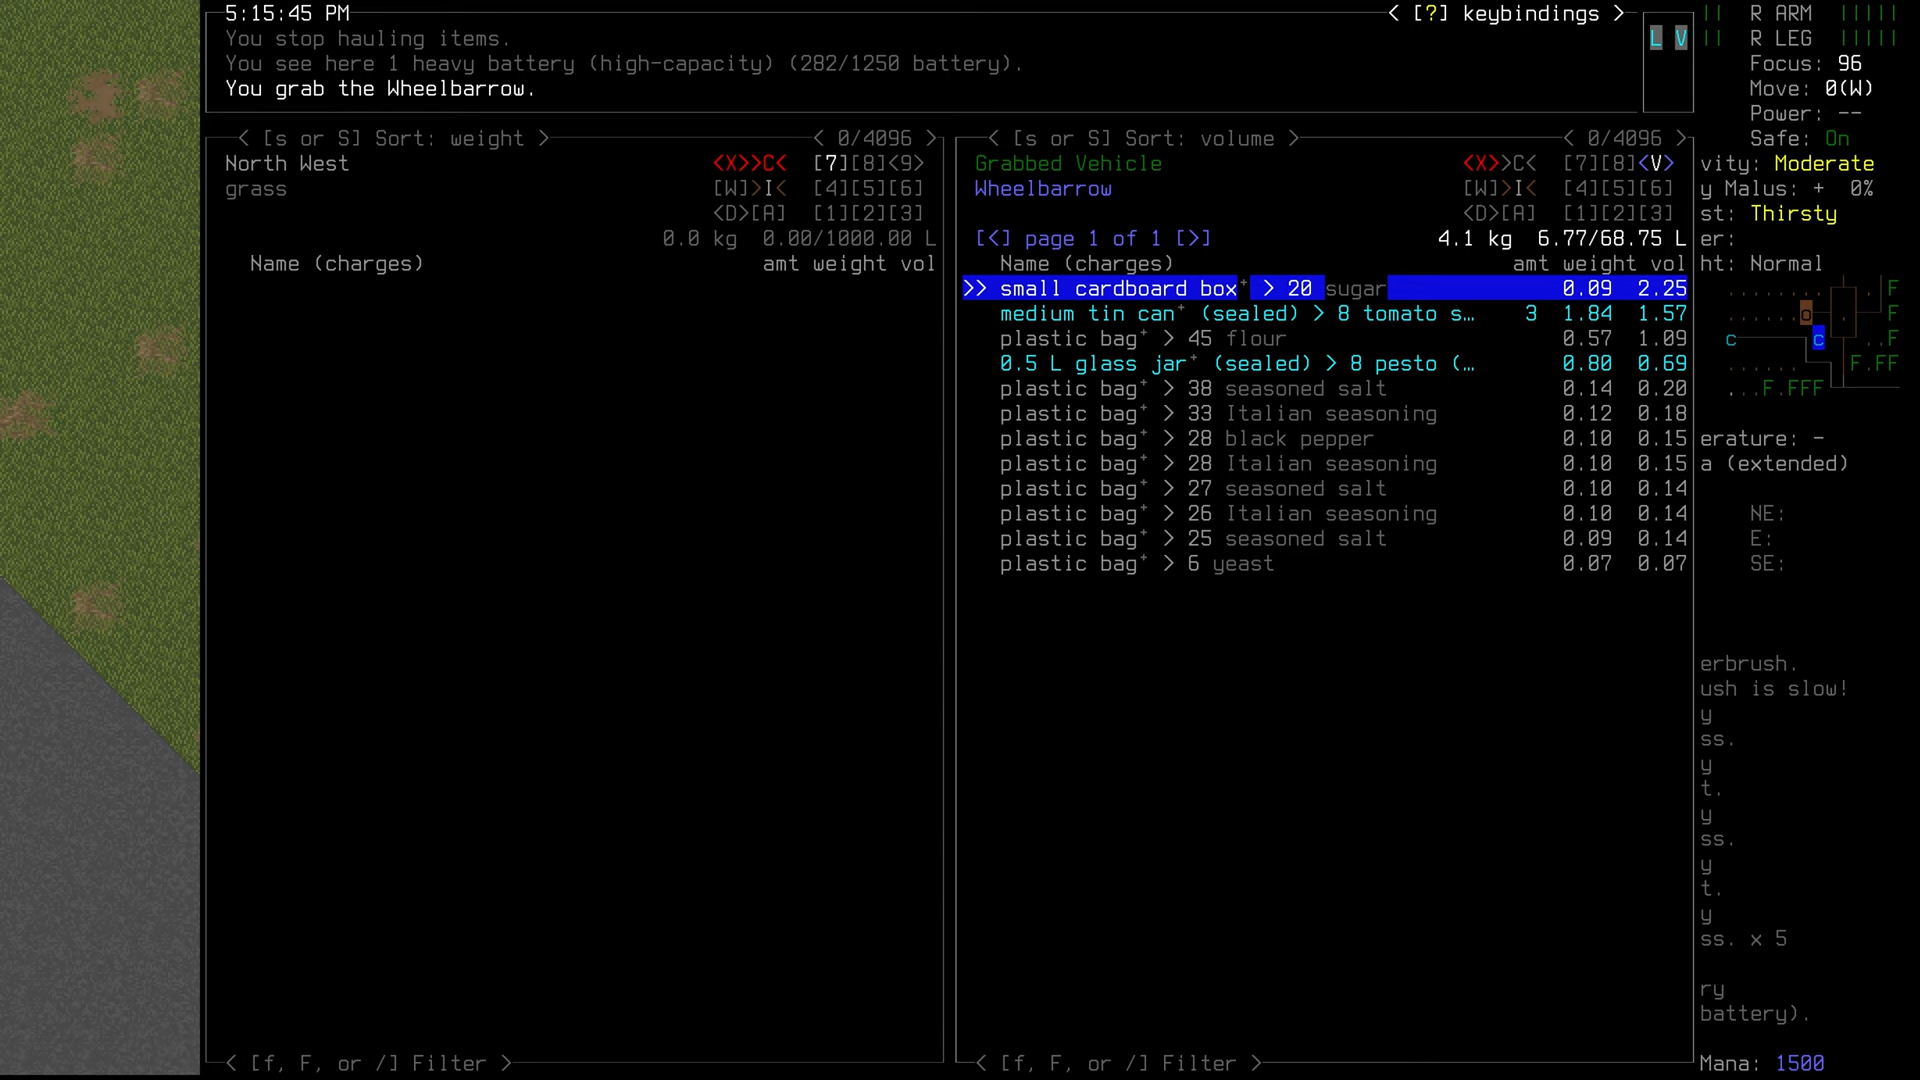 5:15:45 PM
< [?] keybindings >
You stop hauling items.
You see here 1 heavy battery (high-capacity) (282/1250 battery).
You grab the Wheelbarrow.
L V
< [s or S] Sort: weight > < 0/4096 >
North West <X>>C< [7][8]<9>
grass [W]>I< [4][5][6]
<D>[A] [1][2][3]
0.0 kg 0.00/1000.00 L
Name (charges) amt weight vol
< [f, F, or /] Filter >
< [s or S] Sort: volume > < 0/4096 >
Grabbed Vehicle <X>>C< [7][8]<V>
Wheelbarrow [W]>I< [4][5][6]
<D>[A] [1][2][3]
[<] page 1 of 1 [>] 4.1 kg 6.77/68.75 L
Name (charges) amt weight vol
>> small cardboard box⁺ > 20 sugar 0.09 2.25
medium tin can⁺ (sealed) > 8 tomato s… 3 1.84 1.57
plastic bag⁺ > 45 flour 0.57 1.09
0.5 L glass jar⁺ (sealed) > 8 pesto (… 0.80 0.69
plastic bag⁺ > 38 seasoned salt 0.14 0.20
plastic bag⁺ > 33 Italian seasoning 0.12 0.18
plastic bag⁺ > 28 black pepper 0.10 0.15
plastic bag⁺ > 28 Italian seasoning 0.10 0.15
plastic bag⁺ > 27 seasoned salt 0.10 0.14
plastic bag⁺ > 26 Italian seasoning 0.10 0.14
plastic bag⁺ > 25 seasoned salt 0.09 0.14
plastic bag⁺ > 6 yeast 0.07 0.07
< [f, F, or /] Filter >
|| R ARM |||||
|| R LEG |||||
Focus: 96
Move: 0(W)
Power: --
Safe: On
vity: Moderate
y Malus: + 0%
st: Thirsty
er:
ht: Normal
. . . . . . . F
. . . . . . o . F
c c . . F
. . . . . . F.FF
. . . F.FFF
erature: -
a (extended)
NE:
E:
SE:
erbrush.
ush is slow!
y
ss.
y
t.
y
ss.
y
t.
y
ss. x 5
ry
battery).
Mana: 1500